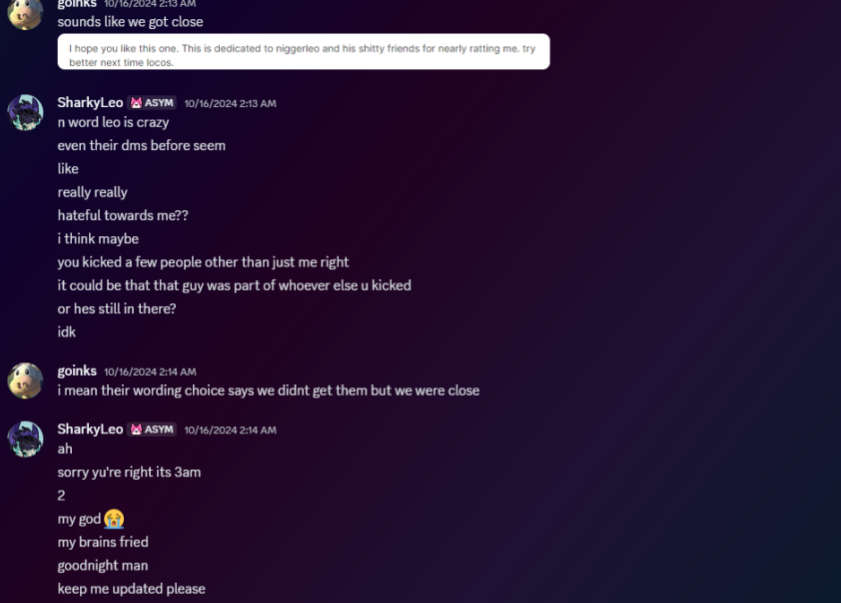 goinks 10/16/2024 2:13 AM
sounds like we got close
I hope you like this one. This is dedicated to niggerleo and his shitty friends for nearly ratting me. try
better next time locos.
SharkyLeo ASYM 10/16/2024 2:13 AM
n word leo is crazy
even their dms before seem
like
really really
hateful towards me??
i think maybe
you kicked a few people other than just me right
it could be that that guy was part of whoever else u kicked
or hes still in there?
idk
goinks 10/16/2024 2:14 AM
i mean their wording choice says we didnt get them but we were close
SharkyLeo ASYM 10/16/2024 2:14 AM
ah
sorry yu're right its 3am
2
my god 😭
my brains fried
goodnight man
keep me updated please